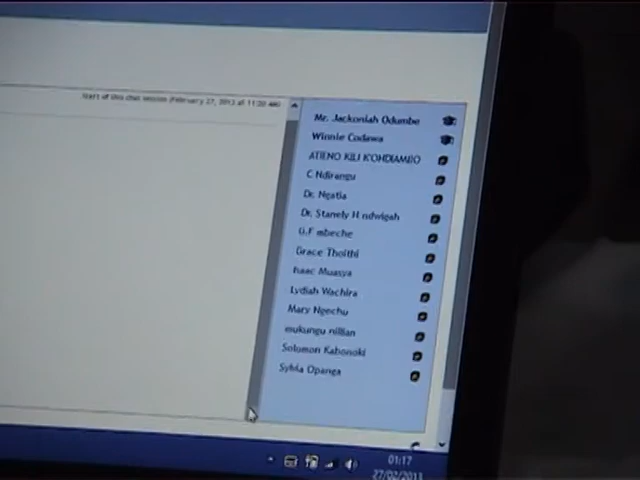 Start of this chat session (February 27, 2013 at 11:20 AM)
Mr. Jackoniah Odumbe
Winnie Codawa
ATIENO KILI K'OHDIAMBO
C Ndirangu
Dr. Ngatia
Dr. Stanely H ndwigah
G.F mbeche
Grace Thoithi
Isaac Muasya
Lydiah Wachira
Mary Ngechu
mukungu nillian
Solomon Kabonoki
Sylvia Opanga
01:17
27/02/2013